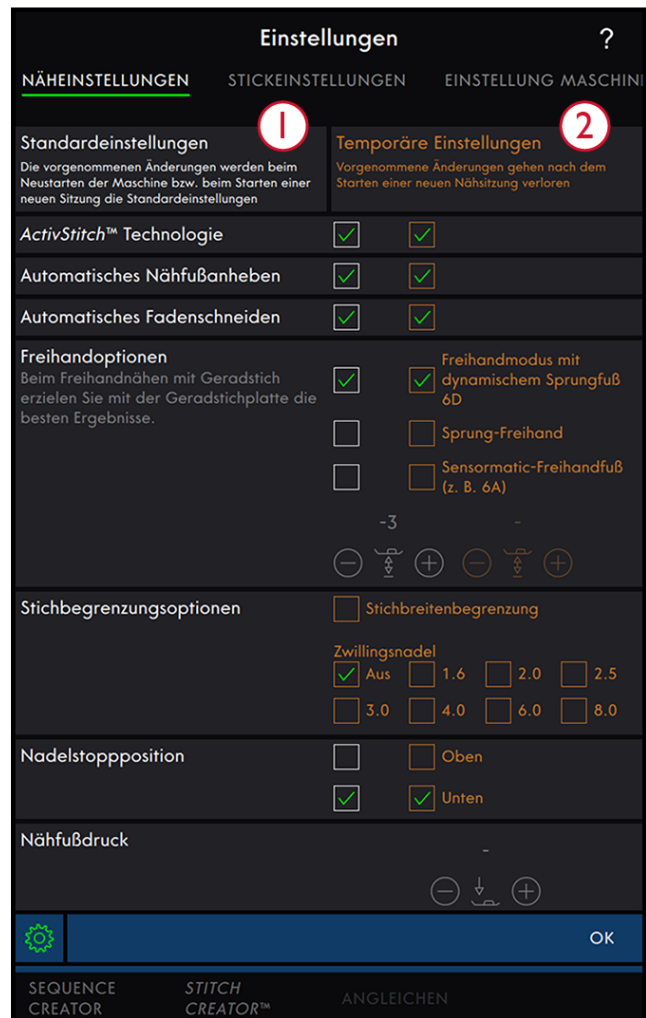 Einstellungen ?
NÄHEINSTELLUNGEN STICKEINSTELLUNGEN EINSTELLUNG MASCHIN
1 2
Standardeinstellungen
Die vorgenommenen Änderungen werden beim
Neustarten der Maschine bzw. beim Starten einer
neuen Sitzung die Standardeinstellungen
Temporäre Einstellungen
Vorgenommene Änderungen gehen nach dem
Starten einer neuen Nähsitzung verloren
ActivStitch™ Technologie
Automatisches Nähfußanheben
Automatisches Fadenschneiden
Freihandoptionen
Beim Freihandnähen mit Geradstich
erzielen Sie mit der Geradstichplatte die
besten Ergebnisse.
Freihandmodus mit
dynamischem Sprungfuß
6D
Sprung-Freihand
Sensormatic-Freihandfuß
(z. B. 6A)
-3 -
Stichbegrenzungsoptionen
Stichbreitenbegrenzung
Zwillingsnadel
Aus 1.6 2.0 2.5
3.0 4.0 6.0 8.0
Nadelstoppposition
Oben
Unten
Nähfußdruck
-
OK
SEQUENCE
CREATOR
STITCH
CREATOR™
ANGLEICHEN